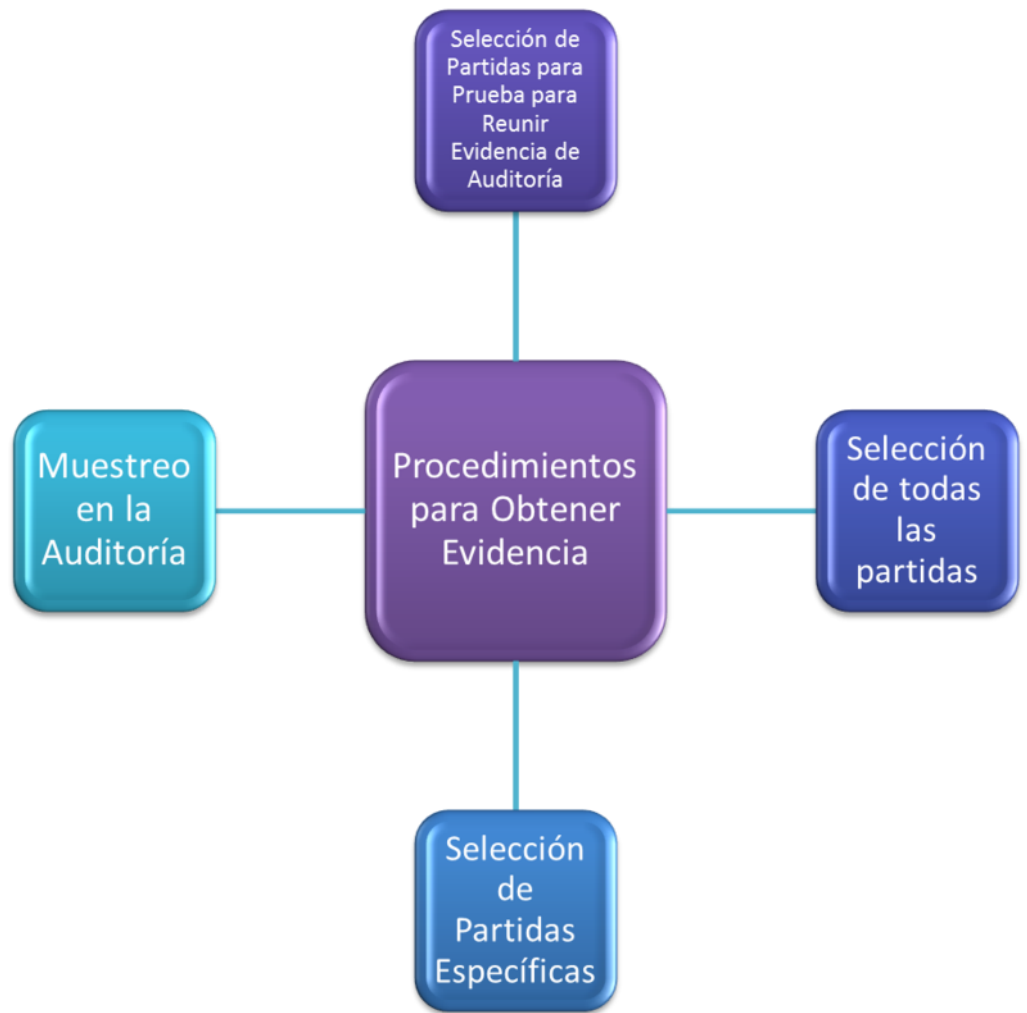 Selección de
Partidas para
Prueba para
Reunir
Evidencia de
Auditoría
Muestreo
en la
Auditoría
Procedimientos
para Obtener
Evidencia
Selección
de todas
las
partidas
Selección
de
Partidas
Específicas